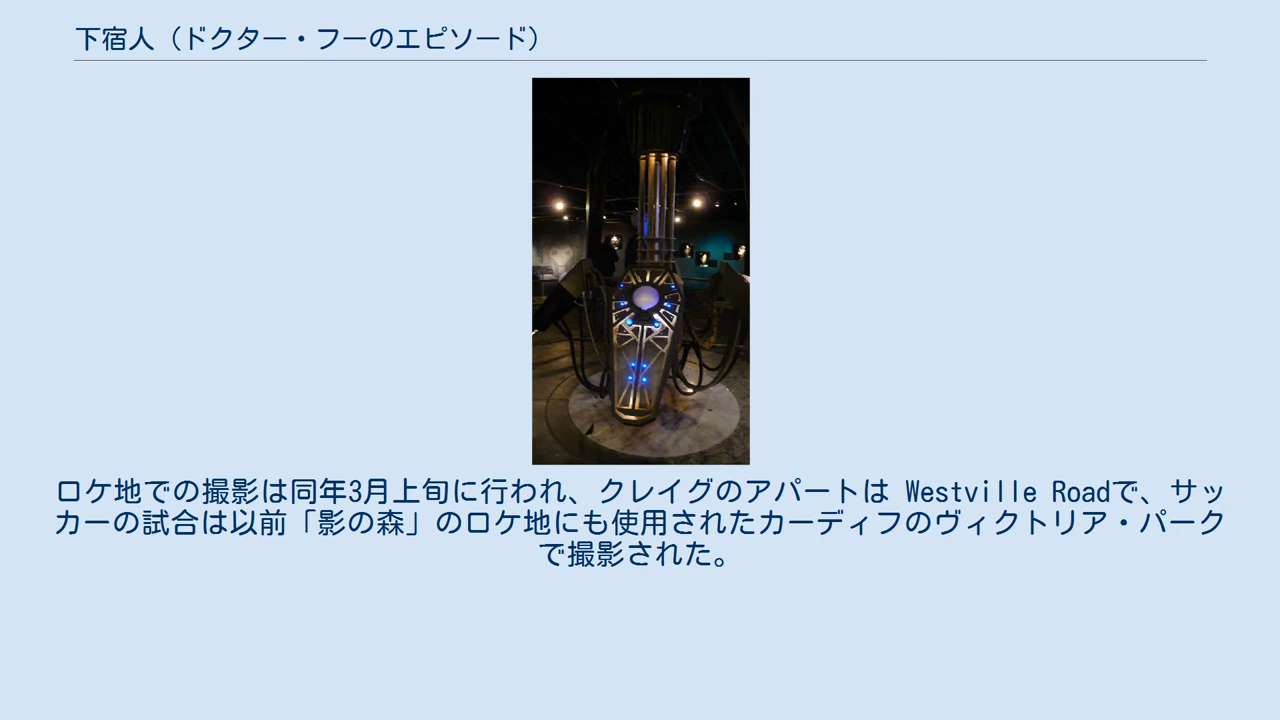 下宿人（ドクター・フーのエピソード）
ロケ地での撮影は同年3月上旬に行われ、クレイグのアパートは Westville Roadで、サッ
カーの試合は以前「影の森」のロケ地にも使用されたカーディフのヴィクトリア・パーク
で撮影された。